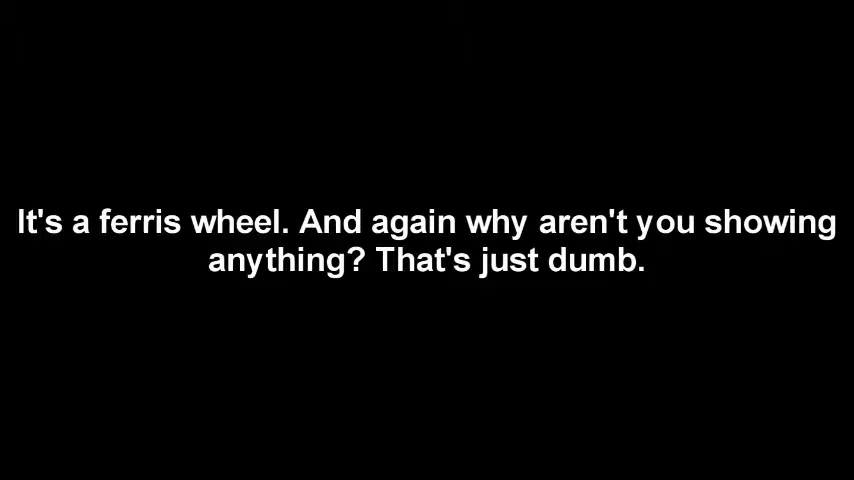 It's a ferris wheel. And again why aren't you showing
anything? That's just dumb.